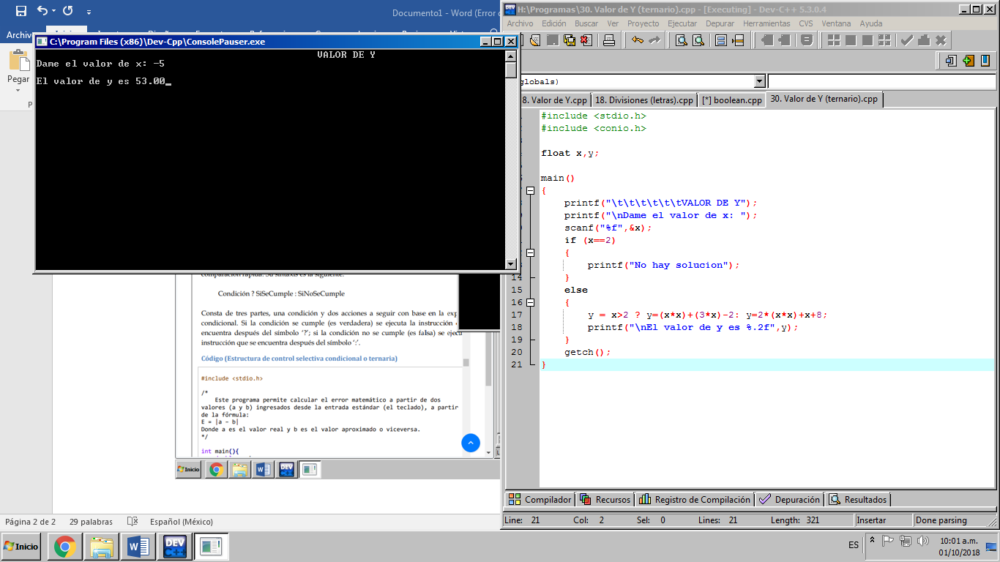 Documento1 - Word (Error d
Archivo
Pegar
C:\Program Files (x86)\Dev-Cpp\ConsolePauser.exe
VALOR DE Y
Dame el valor de x: -5
El valor de y es 53.00
H:\Programas\30. Valor de Y (ternario).cpp - [Executing] - Dev-C++ 5.3.0.4
Archivo Edición Buscar Ver Proyecto Ejecutar Depurar Herramientas CVS Ventana Ayuda
globals)
8. Valor de Y.cpp 18. Divisiones (letras).cpp [*] boolean.cpp 30. Valor de Y (ternario).cpp
#include <stdio.h>
#include <conio.h>
float x,y;
main()
{
printf("\t\t\t\t\t\tVALOR DE Y");
printf("\nDame el valor de x: ");
scanf("%f",&x);
if (x==2)
{
printf("No hay solucion");
14 }
15 else
16 {
17 y = x>2 ? y=(x*x)+(3*x)-2: y=2*(x*x)+x+8;
18 printf("\nEl valor de y es %.2f",y);
19 }
20 getch();
21 }
comparación rápida. Su sintaxis es la siguiente:
Condición ? SiSeCumple : SiNoSeCumple
Consta de tres partes, una condición y dos acciones a seguir con base en la exp
condicional. Si la condición se cumple (es verdadera) se ejecuta la instrucción
encuentra después del símbolo '?'; si la condición no se cumple (es falsa) se ejecu
instrucción que se encuentra después del símbolo ':'.
Código (Estructura de control selectiva condicional o ternaria)
#include <stdio.h>
/*
Este programa permite calcular el error matemático a partir de dos
valores (a y b) ingresados desde la entrada estándar (el teclado), a partir
de la fórmula:
E = |a - b|
Donde a es el valor real y b es el valor aproximado o viceversa.
*/
int main(){
Inicio
DEV C++
Compilador Recursos Registro de Compilación Depuración Resultados
Line: 21 Col: 2 Sel: 0 Lines: 21 Length: 321 Insertar Done parsing
Página 2 de 2 29 palabras Español (México)
Inicio
DEV C++
ES
10:01 a.m.
01/10/2018